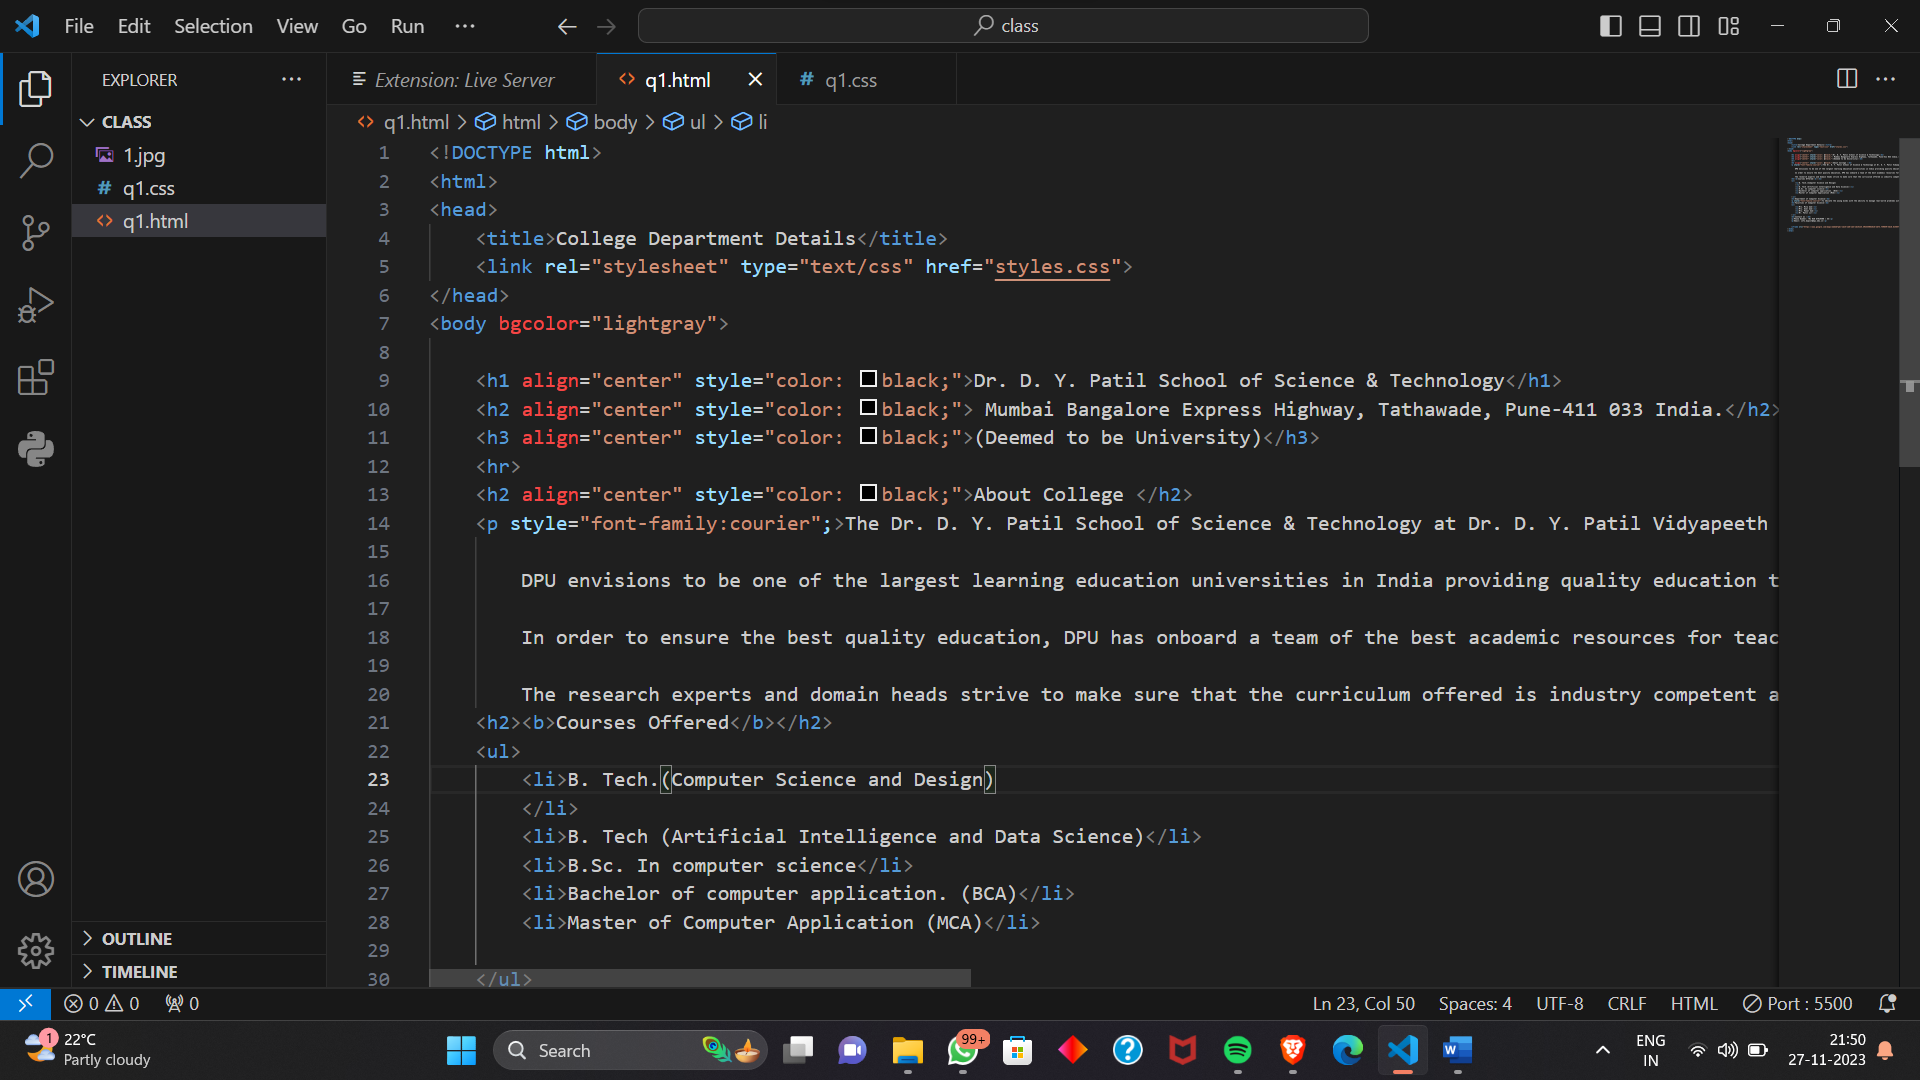 File Edit Selection View Go Run ···
class
EXPLORER ···
Extension: Live Server
q1.html
q1.css
CLASS
1.jpg
q1.css
q1.html
q1.html > html > body > ul > li
1 <!DOCTYPE html>
2 <html>
3 <head>
4 <title>College Department Details</title>
5 <link rel="stylesheet" type="text/css" href="styles.css">
6 </head>
7 <body bgcolor="lightgray">
8
9 <h1 align="center" style="color: black;">Dr. D. Y. Patil School of Science & Technology</h1>
10 <h2 align="center" style="color: black;"> Mumbai Bangalore Express Highway, Tathawade, Pune-411 033 India.</h2>
11 <h3 align="center" style="color: black;">(Deemed to be University)</h3>
12 <hr>
13 <h2 align="center" style="color: black;">About College </h2>
14 <p style="font-family:courier";>The Dr. D. Y. Patil School of Science & Technology at Dr. D. Y. Patil Vidyapeeth
15
16 DPU envisions to be one of the largest learning education universities in India providing quality education t
17
18 In order to ensure the best quality education, DPU has onboard a team of the best academic resources for teac
19
20 The research experts and domain heads strive to make sure that the curriculum offered is industry competent a
21 <h2><b>Courses Offered</b></h2>
22 <ul>
23 <li>B. Tech.(Computer Science and Design)
24 </li>
25 <li>B. Tech (Artificial Intelligence and Data Science)</li>
26 <li>B.Sc. In computer science</li>
27 <li>Bachelor of computer application. (BCA)</li>
28 <li>Master of Computer Application (MCA)</li>
29
30 </ul>
OUTLINE
TIMELINE
0 0 0
Ln 23, Col 50 Spaces: 4 UTF-8 CRLF HTML Port : 5500
1
22°C
Partly cloudy
Search
99+
ENG
IN
21:50
27-11-2023